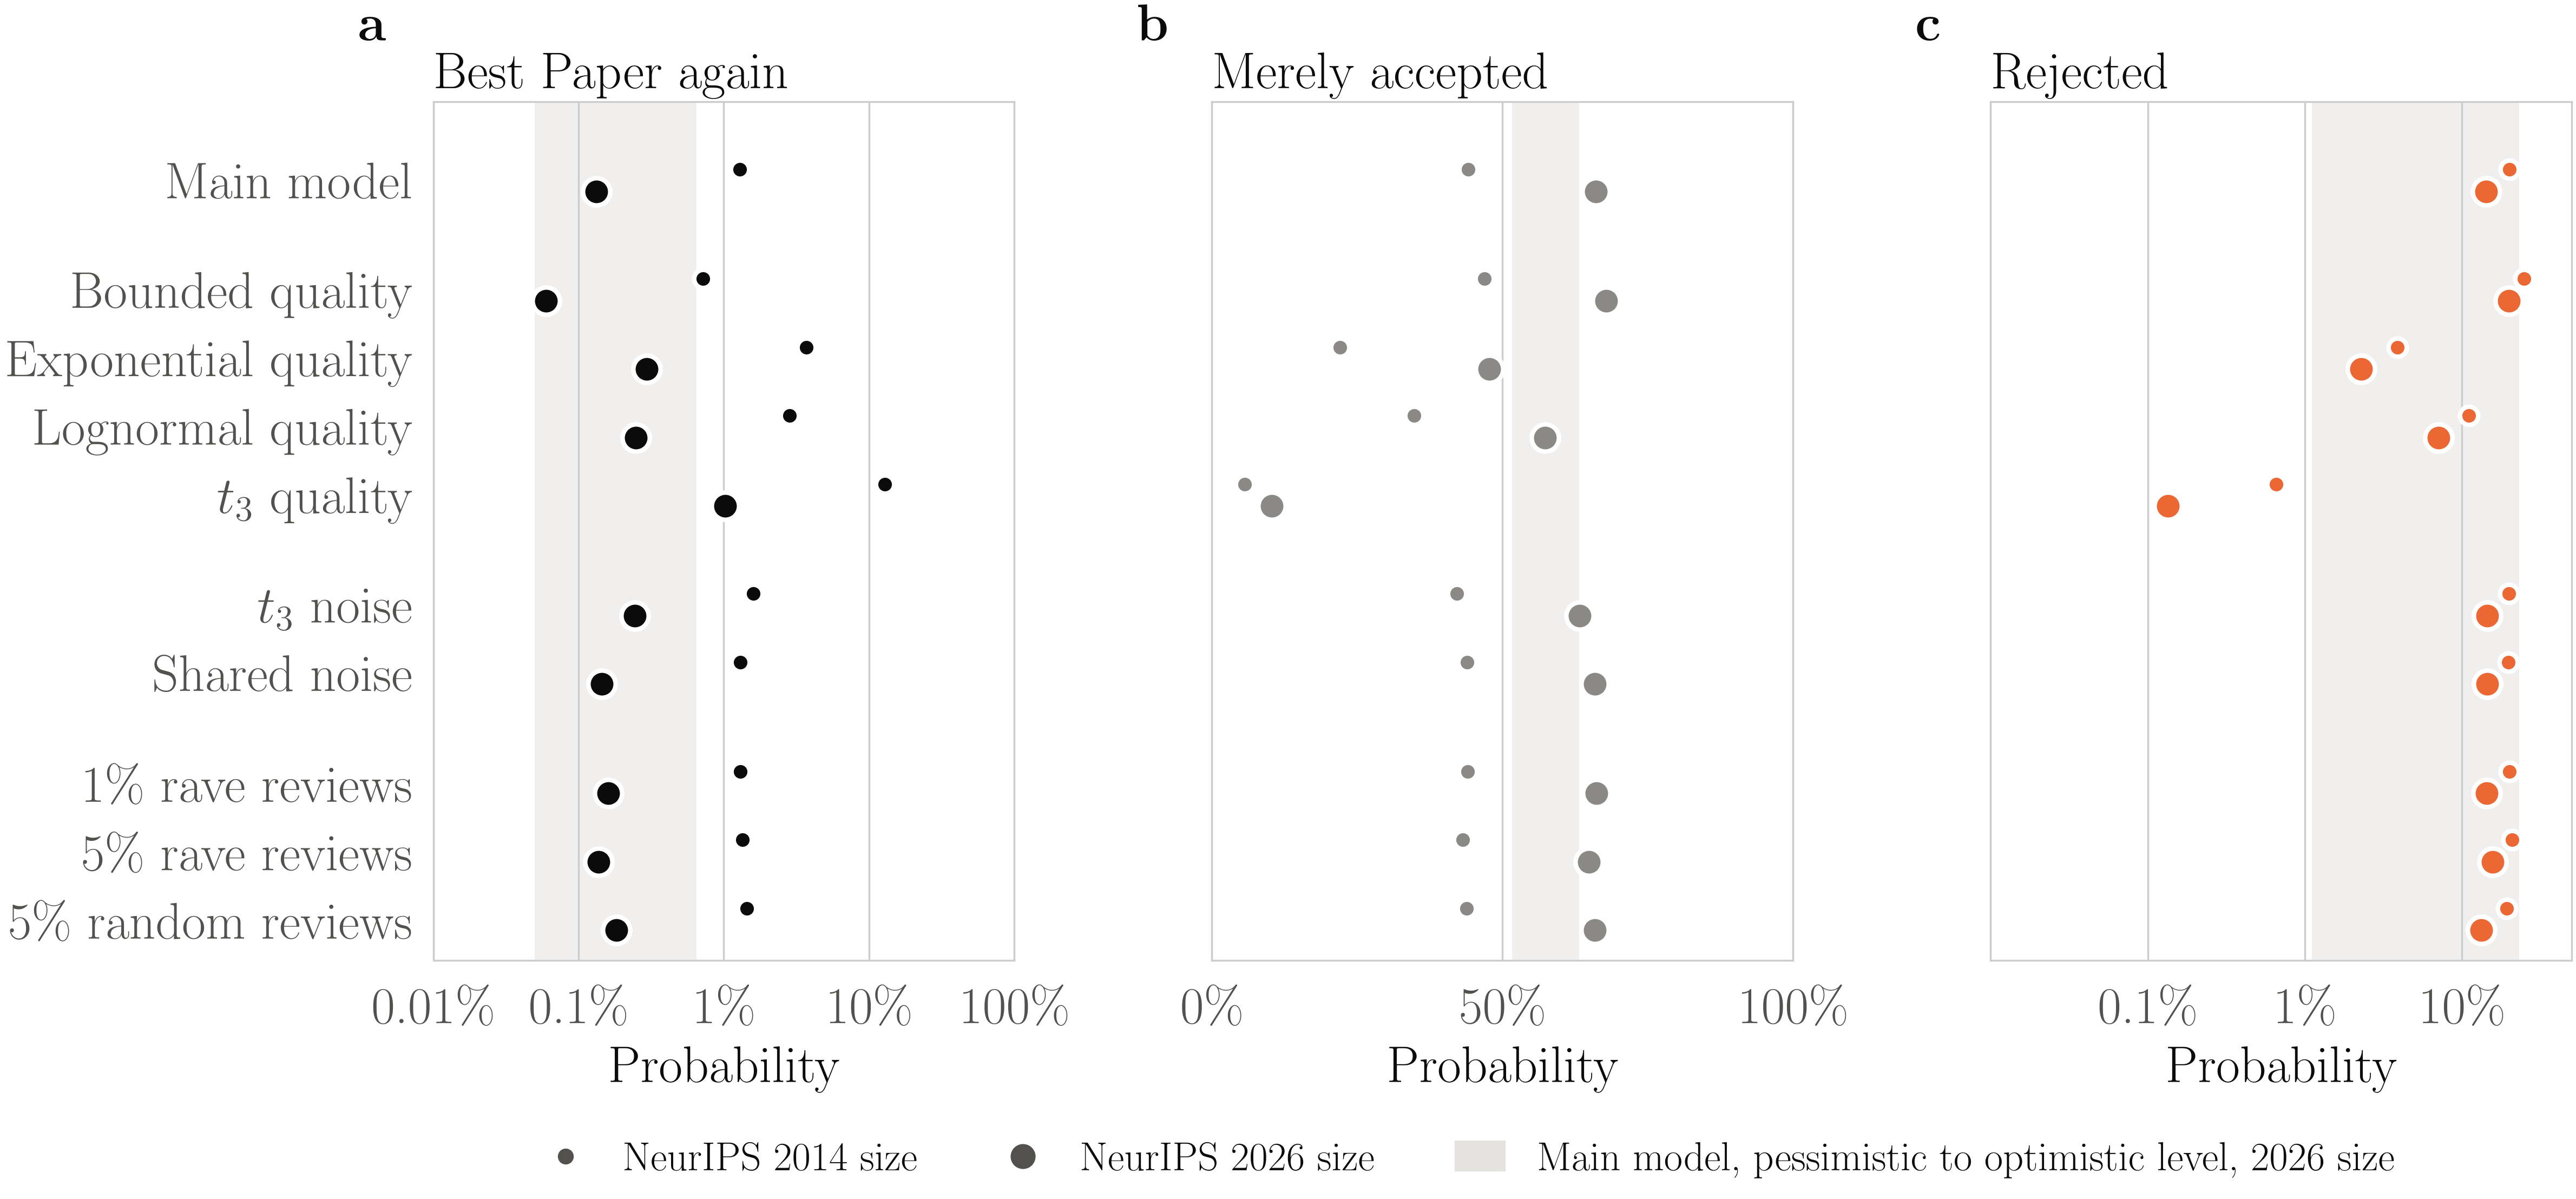 a
b
c
Best Paper again
Merely accepted
Rejected
Main model
Bounded quality
Exponential quality
Lognormal quality
t₃ quality
t₃ noise
Shared noise
1% rave reviews
5% rave reviews
5% random reviews
0.01% 0.1% 1% 10% 100%
0% 50% 100%
0.1% 1% 10%
Probability
Probability
Probability
NeurIPS 2014 size
NeurIPS 2026 size
Main model, pessimistic to optimistic level, 2026 size